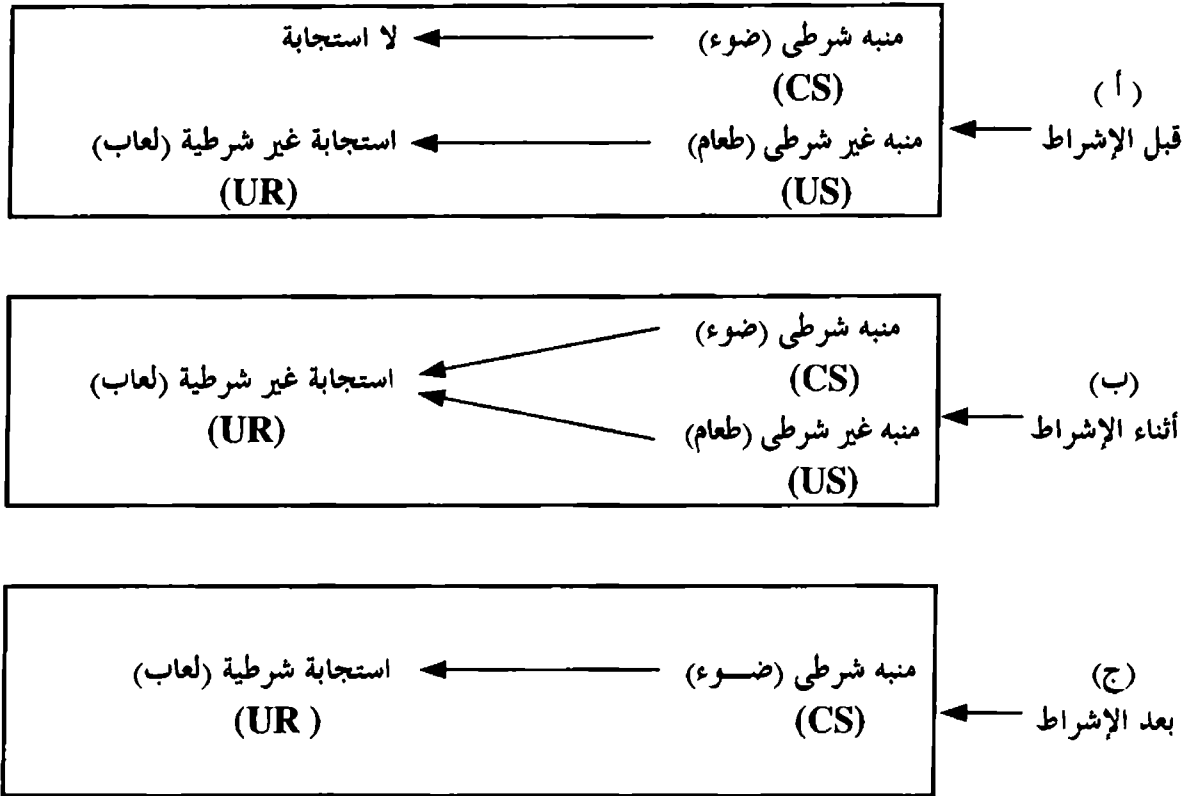 (أ)
قبل الإشراط
منبه شرطى (ضوء)
لا استجابة
(CS)
منبه غير شرطى (طعام)
استجابة غير شرطية (لعاب)
(US)
(UR)
(ب)
أثناء الإشراط
منبه شرطى (ضوء)
(CS)
استجابة غير شرطية (لعاب)
(UR)
منبه غير شرطى (طعام)
(US)
(ج)
بعد الإشراط
منبه شرطى (ضـــوء)
استجابة شرطية (لعاب)
(CS)
(UR )